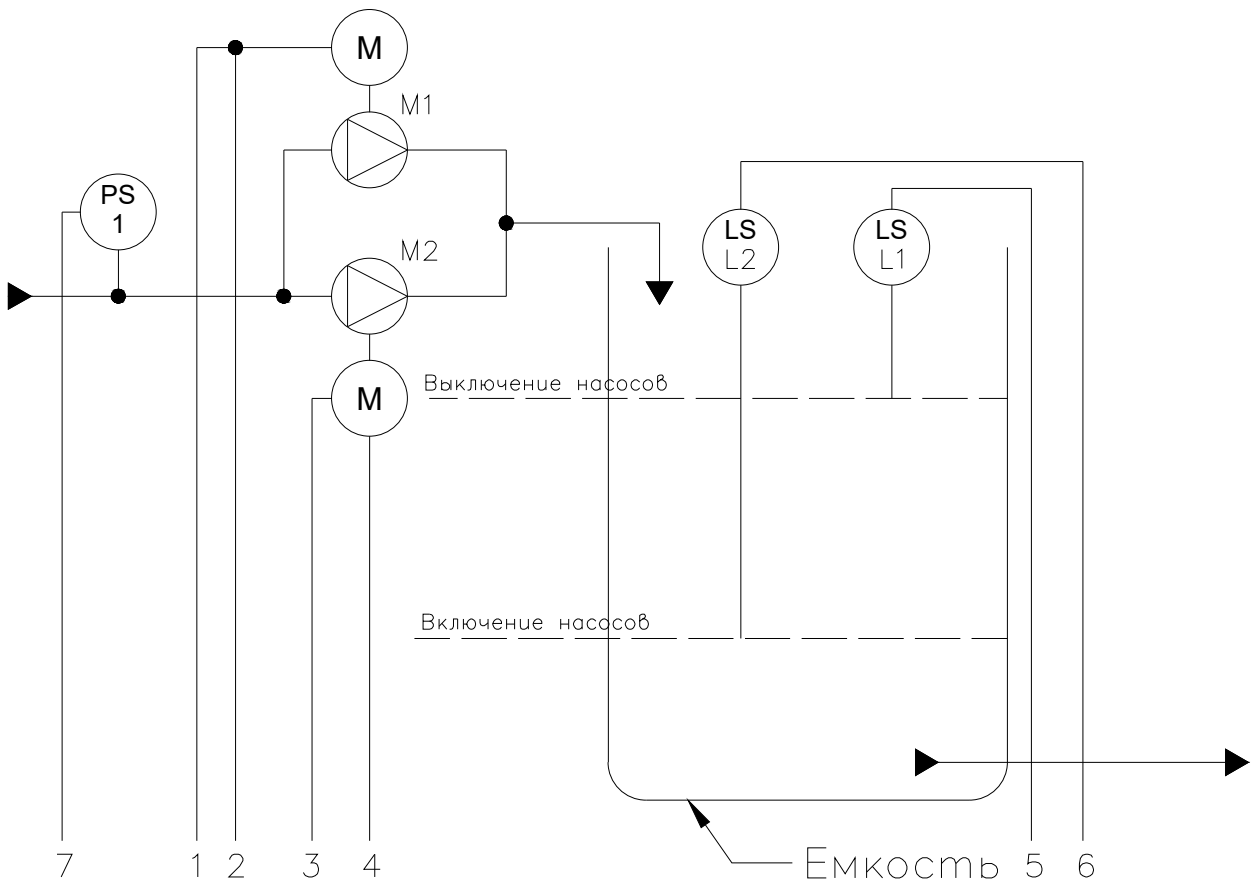 M
M1
PS
1
M2
LS
L2
LS
L1
M
Выключение насосов
Включение насосов
7 1 2 3 4 Емкость 5 6